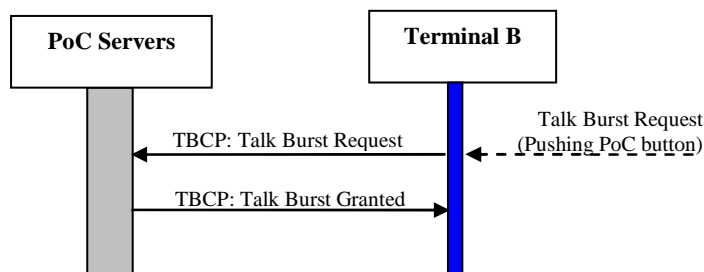 PoC Servers
Terminal B
Talk Burst Request
(Pushing PoC button)
TBCP: Talk Burst Request
TBCP: Talk Burst Granted